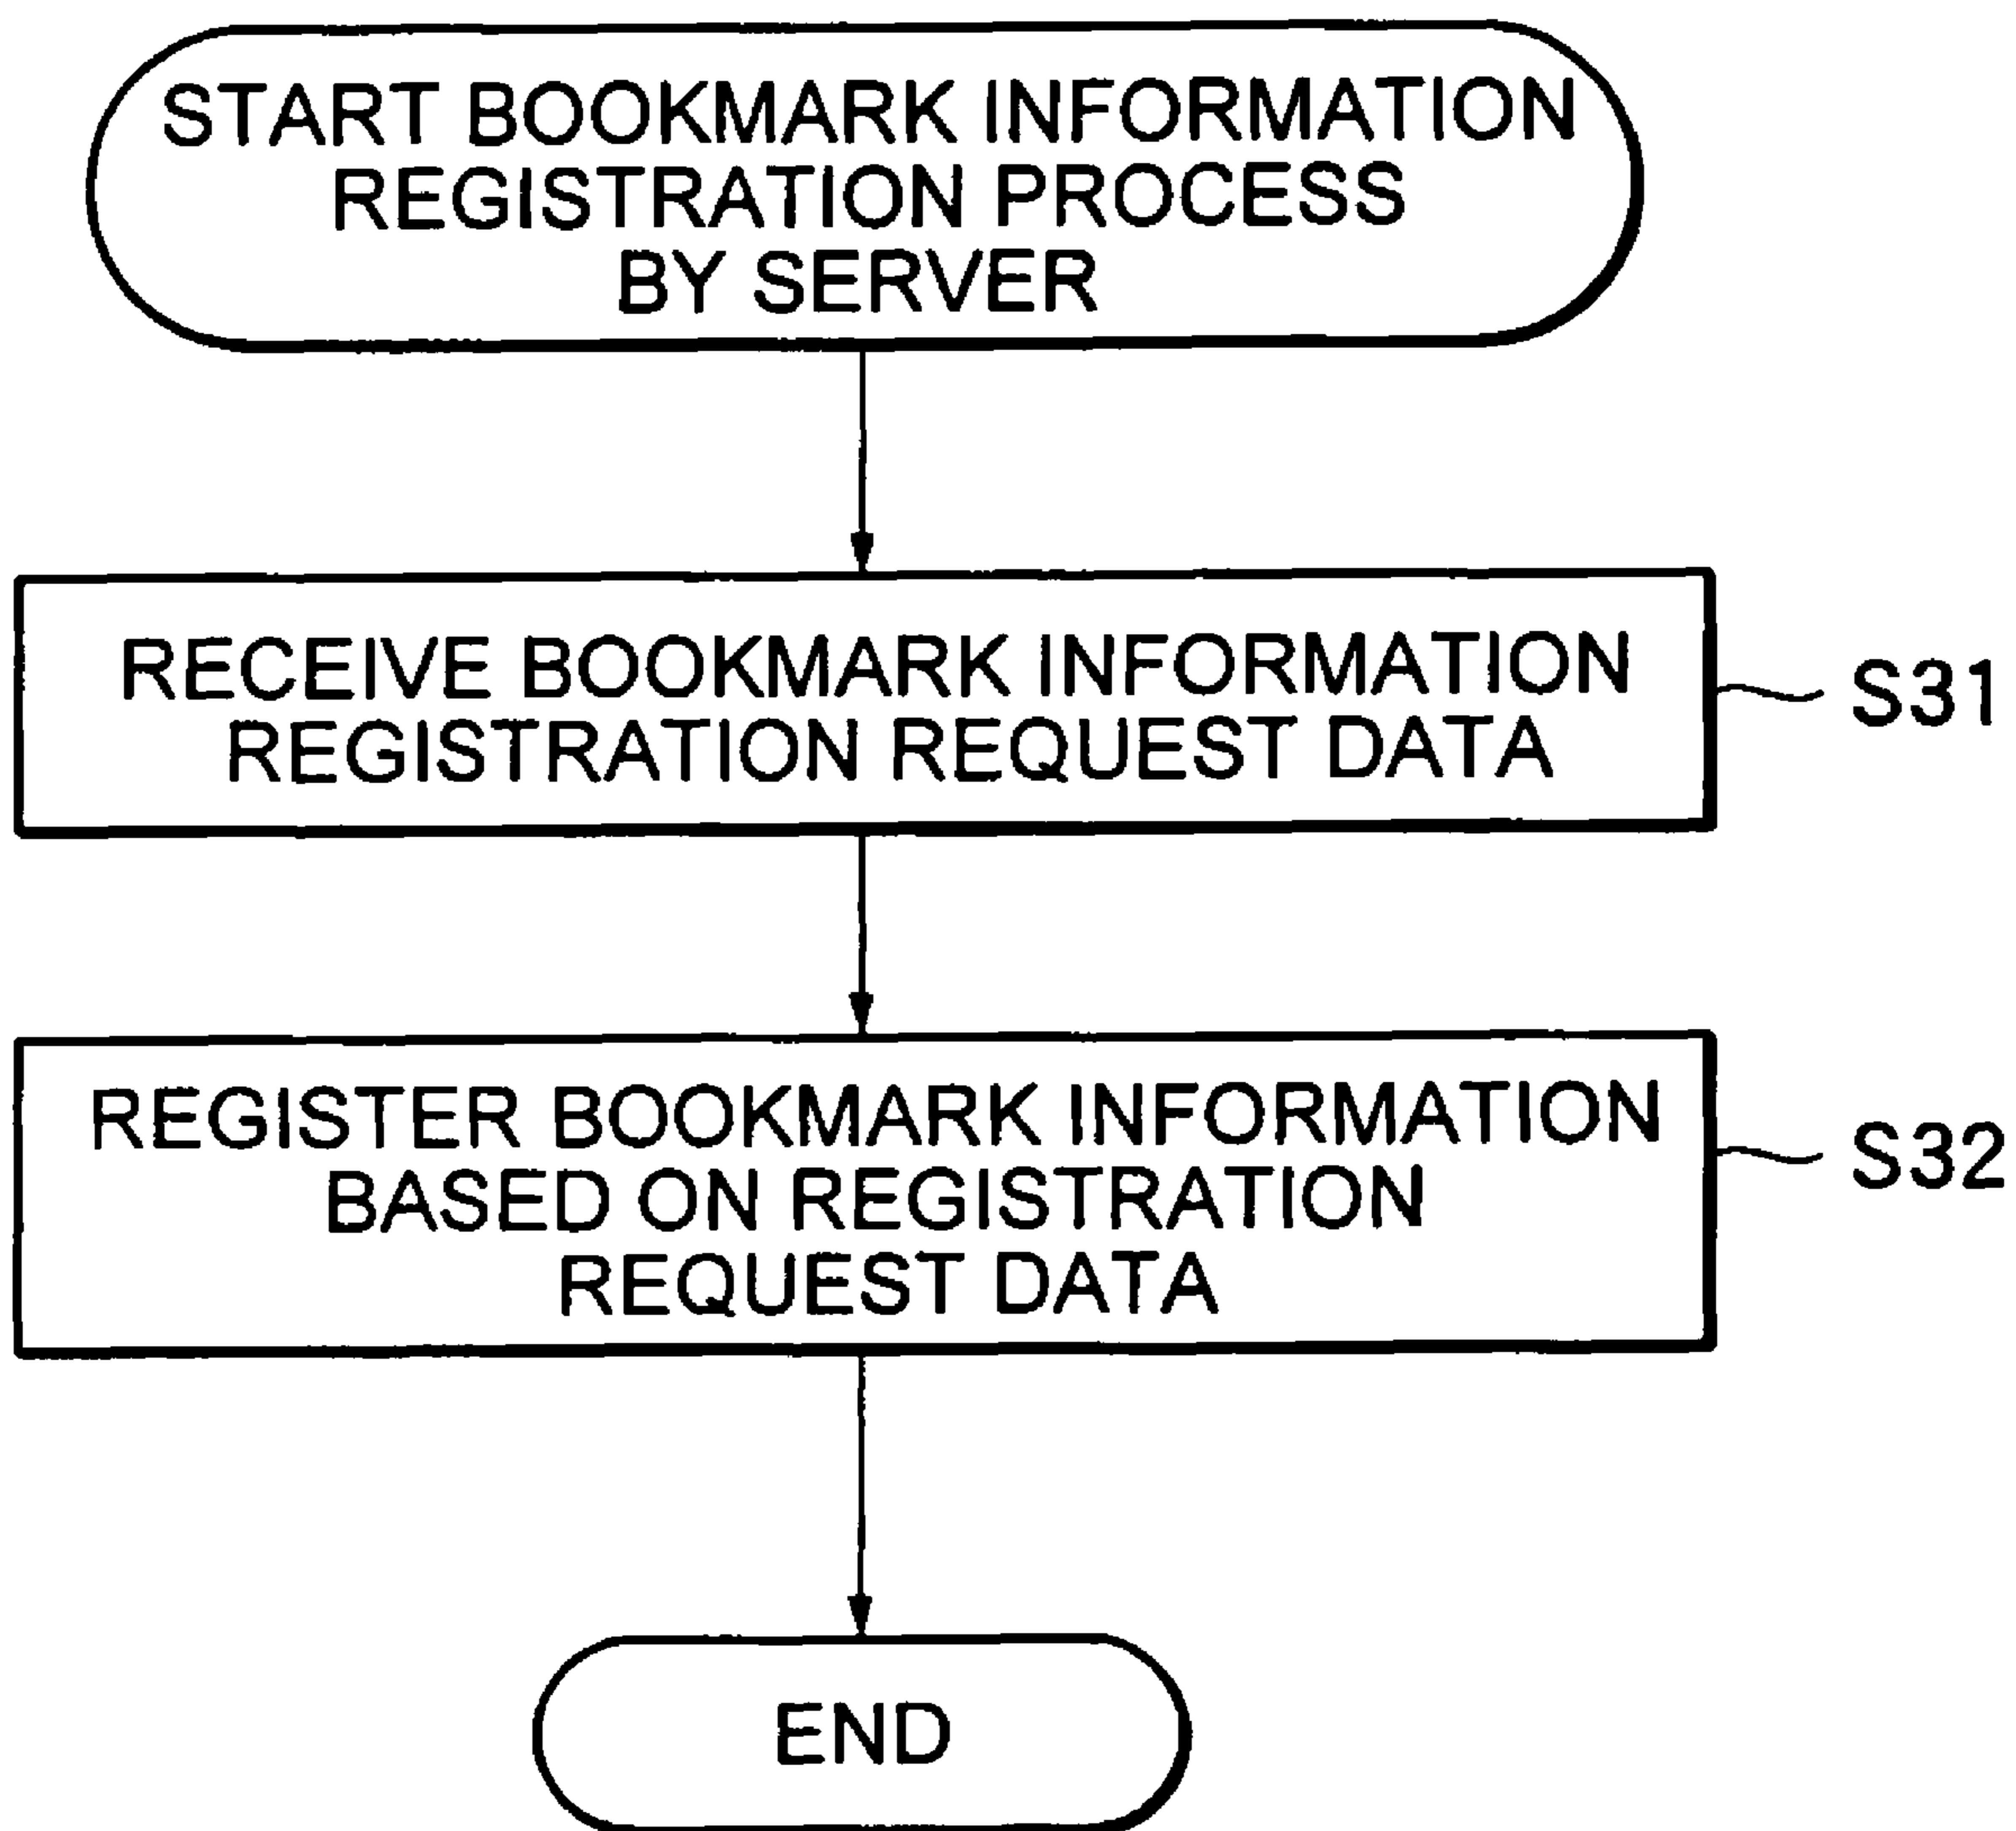 START BOOKMARK INFORMATION
REGISTRATION PROCESS
BY SERVER
RECEIVE BOOKMARK INFORMATION
REGISTRATION REQUEST DATA
S31
REGISTER BOOKMARK INFORMATION
BASED ON REGISTRATION
REQUEST DATA
S32
END